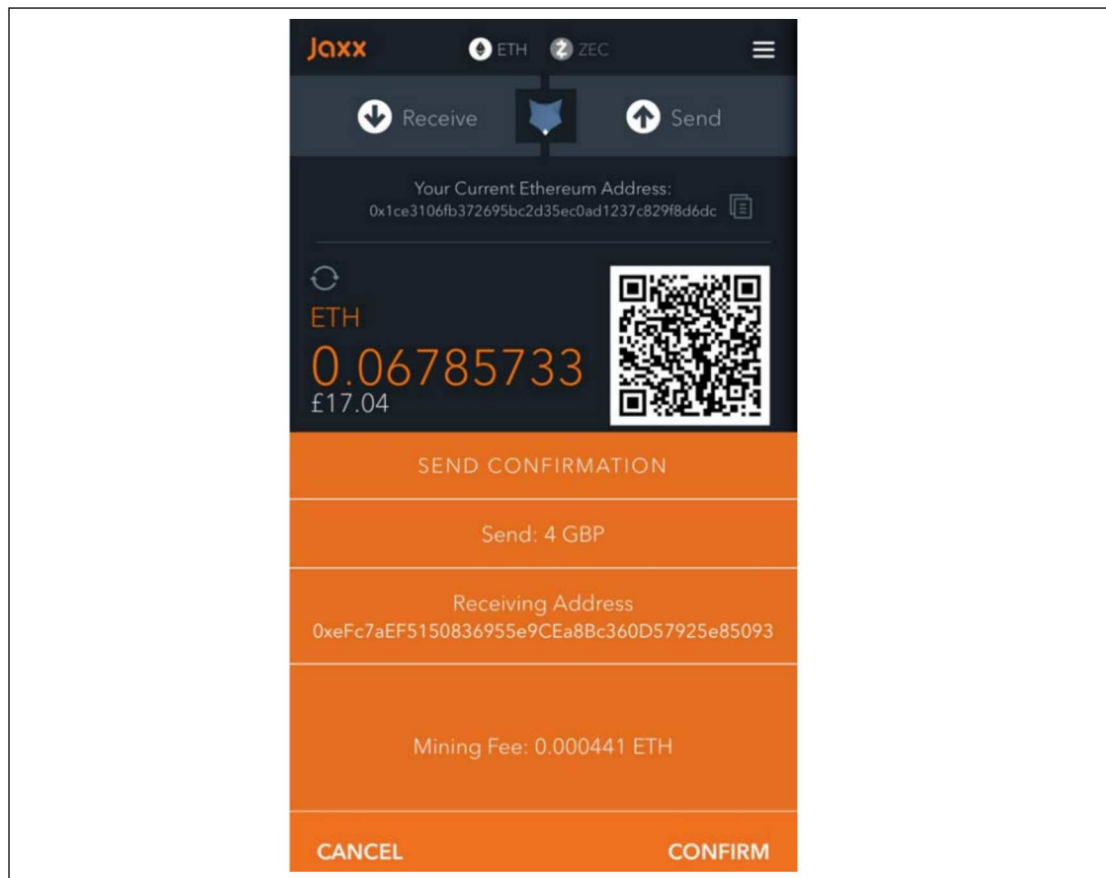 Jaxx
ETH ZEC
Receive Send
Your Current Ethereum Address:
0x1ce3106fb372695bc2d35ec0ad1237c829f8d6dc
ETH
0.06785733
£17.04
SEND CONFIRMATION
Send: 4 GBP
Receiving Address
0xeFc7aEF5150836955e9CEa8Bc360D57925e85093
Mining Fee: 0.000441 ETH
CANCEL CONFIRM